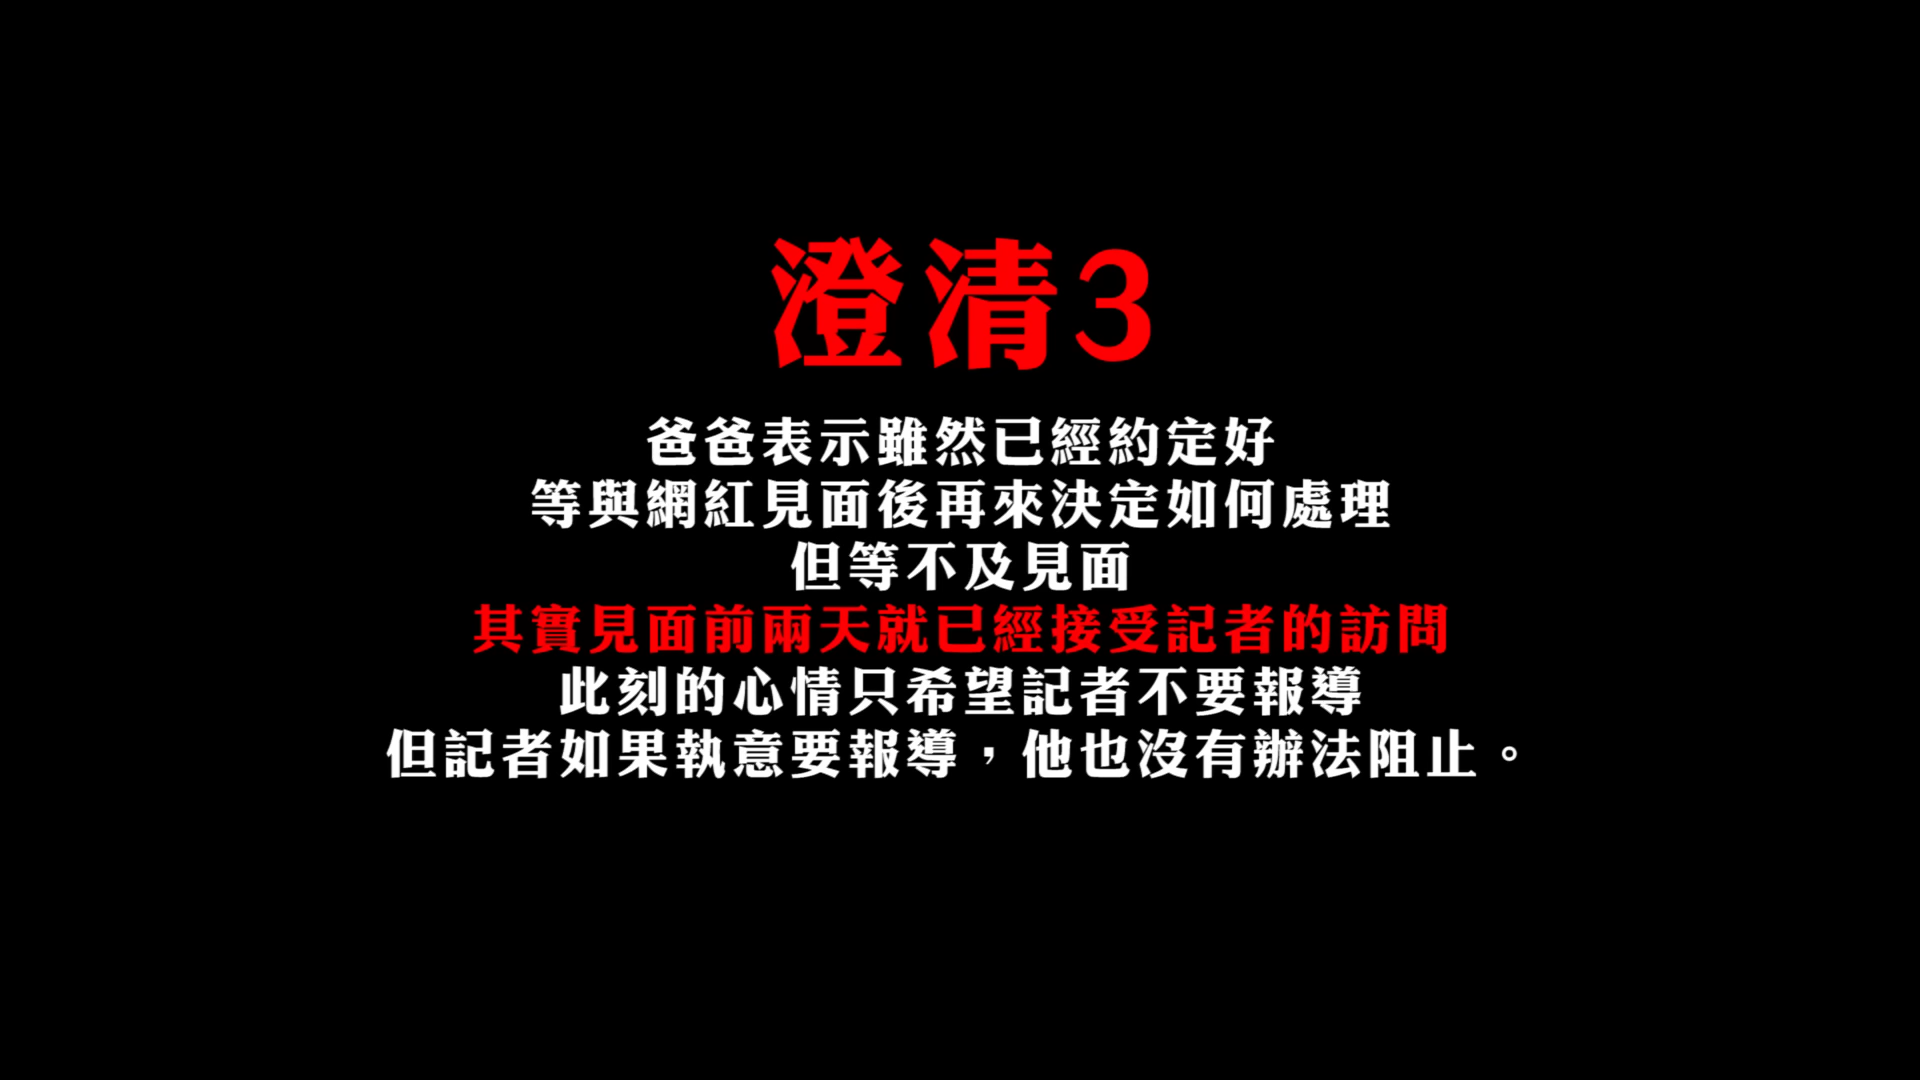 澄清3
爸爸表示雖然已經約定好
等與網紅見面後再來決定如何處理
但等不及見面
其實見面前兩天就已經接受記者的訪問
此刻的心情只希望記者不要報導
但記者如果執意要報導，他也沒有辦法阻止。